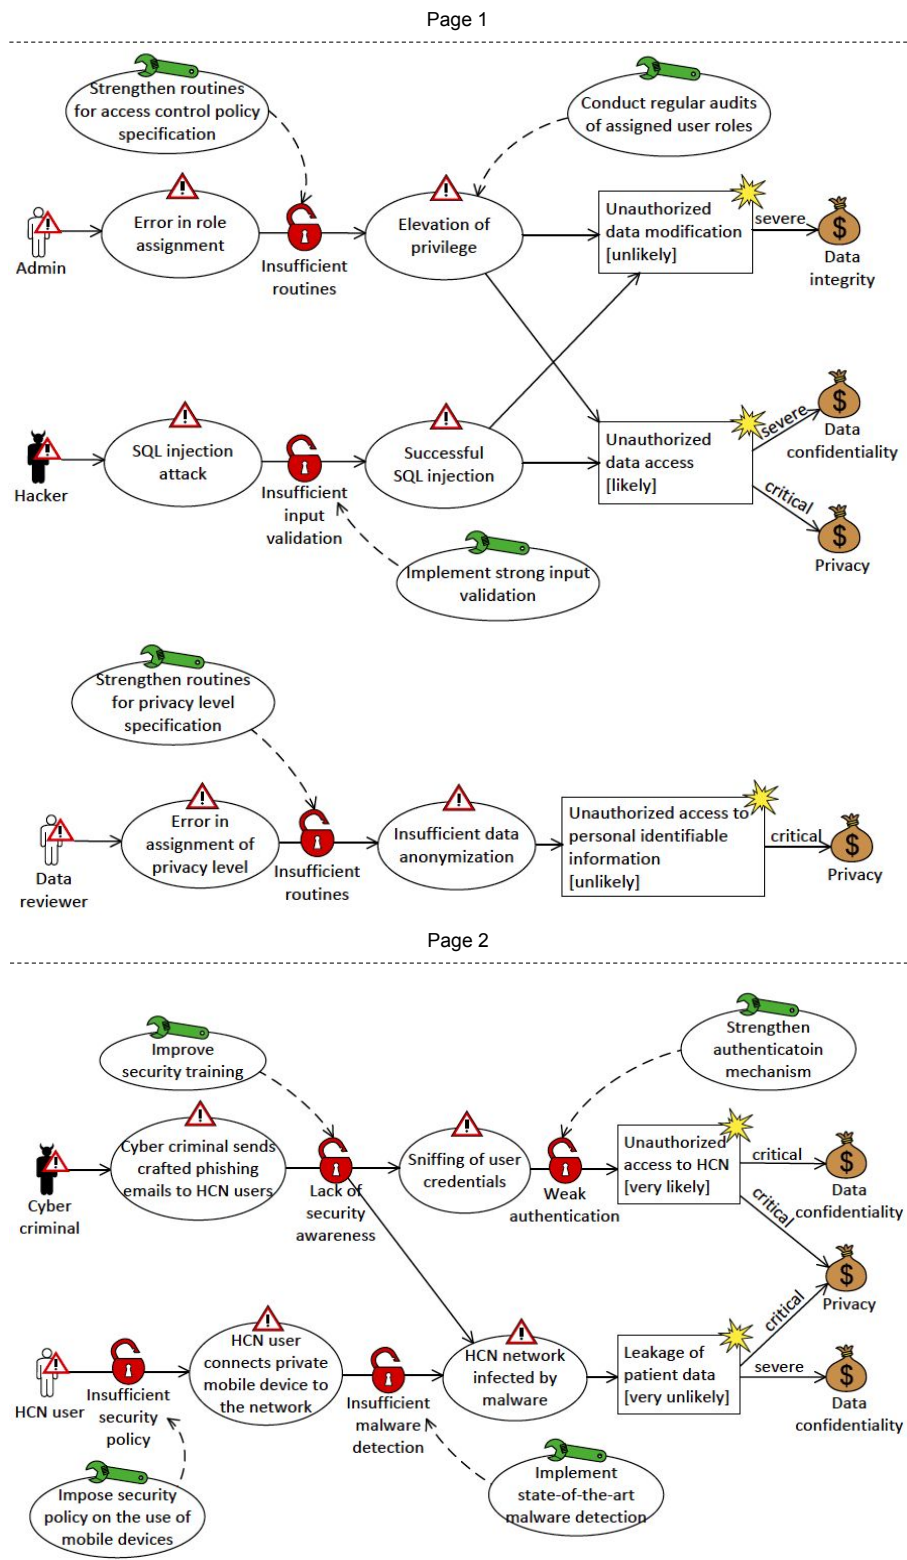 Page 1
Strengthen routines
for access control policy
specification
Conduct regular audits
of assigned user roles
Admin
Error in role
assignment
Insufficient
routines
Elevation of
privilege
Unauthorized
data modification
[unlikely]
severe
Data
integrity
Hacker
SQL injection
attack
Insufficient
input
validation
Successful
SQL injection
Unauthorized
data access
[likely]
severe
Data
confidentiality
critical
Privacy
Implement strong input
validation
Strengthen routines
for privacy level
specification
Data
reviewer
Error in
assignment of
privacy level
Insufficient
routines
Insufficient data
anonymization
Unauthorized access to
personal identifiable
information
[unlikely]
critical
Privacy
Page 2
Improve
security training
Strengthen
authenticatoin
mechanism
Cyber
criminal
Cyber criminal sends
crafted phishing
emails to HCN users
Lack of
security
awareness
Sniffing of user
credentials
Weak
authentication
Unauthorized
access to HCN
[very likely]
critical
Data
confidentiality
critical
Privacy
critical
HCN user
Insufficient
security
policy
HCN user
connects private
mobile device to
the network
Insufficient
malware
detection
HCN network
infected by
malware
Leakage of
patient data
[very unlikely]
severe
Data
confidentiality
Impose security
policy on the use of
mobile devices
Implement
state-of-the-art
malware detection